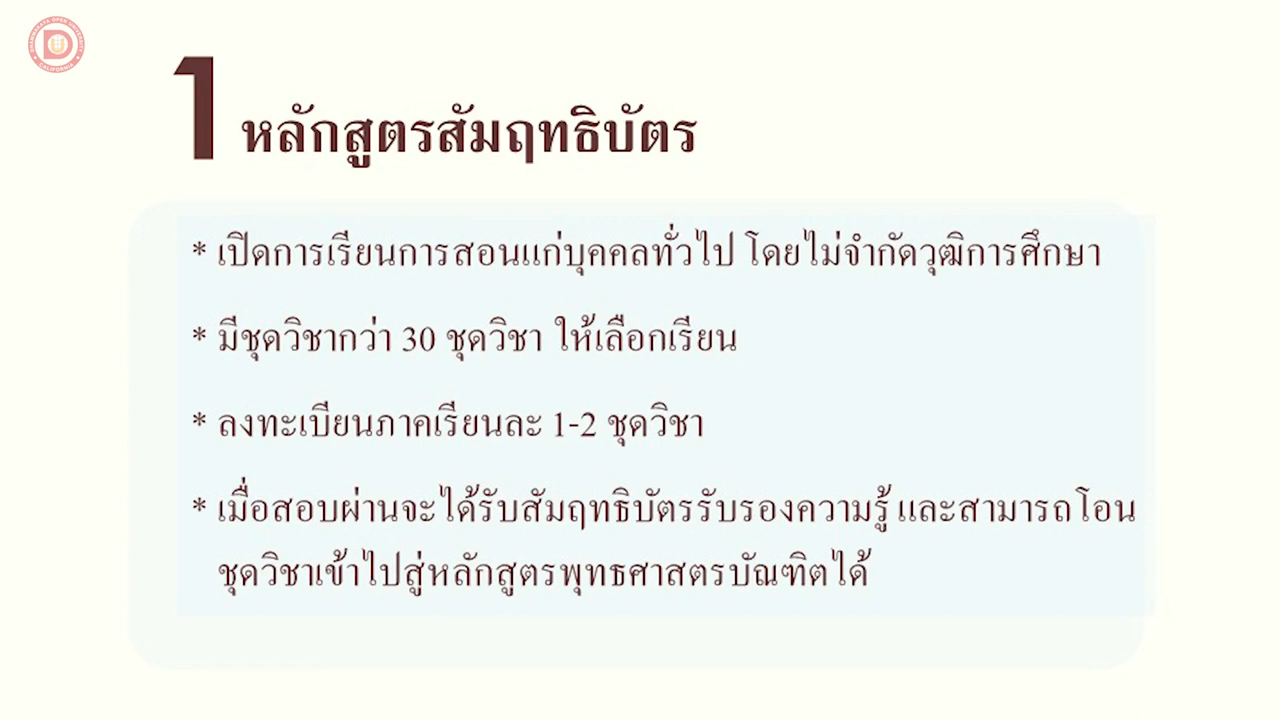 DHAMMAKAYA OPEN UNIVERSITY
CALIFORNIA
1 หลักสูตรสัมฤทธิบัตร
* เปิดการเรียนการสอนแก่บุคคลทั่วไป โดยไม่จำกัดวุฒิการศึกษา
* มีชุดวิชากว่า 30 ชุดวิชา ให้เลือกเรียน
* ลงทะเบียนภาคเรียนละ 1-2 ชุดวิชา
* เมื่อสอบผ่านจะได้รับสัมฤทธิบัตรรับรองความรู้ และสามารถโอน
ชุดวิชาเข้าไปสู่หลักสูตรพุทธศาสตรบัณฑิตได้